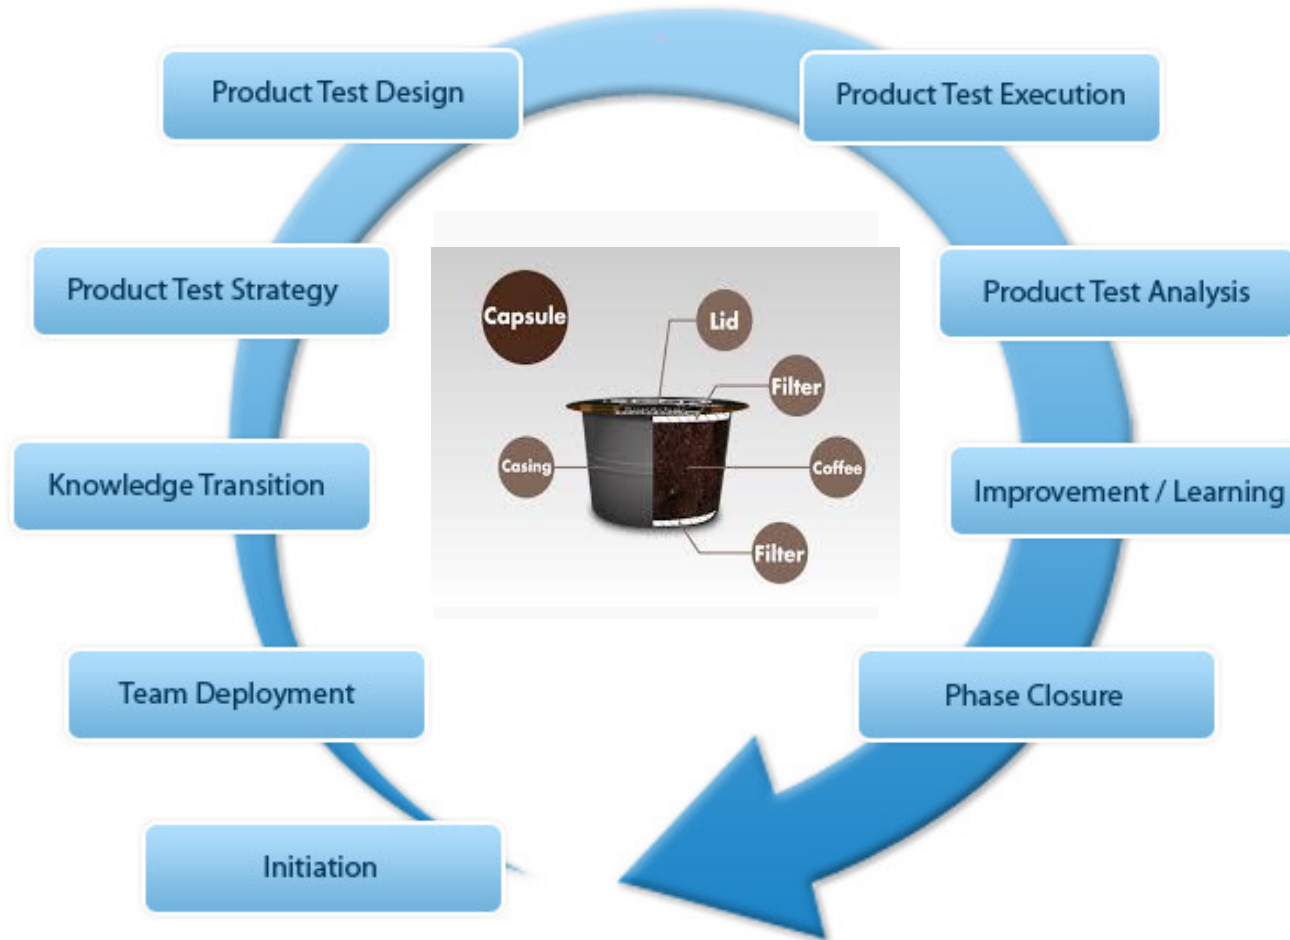 Product Test Design
Product Test Execution
Product Test Strategy
Product Test Analysis
Capsule
Lid
Filter
Casing
Coffee
Filter
Knowledge Transition
Improvement / Learning
Team Deployment
Phase Closure
Initiation